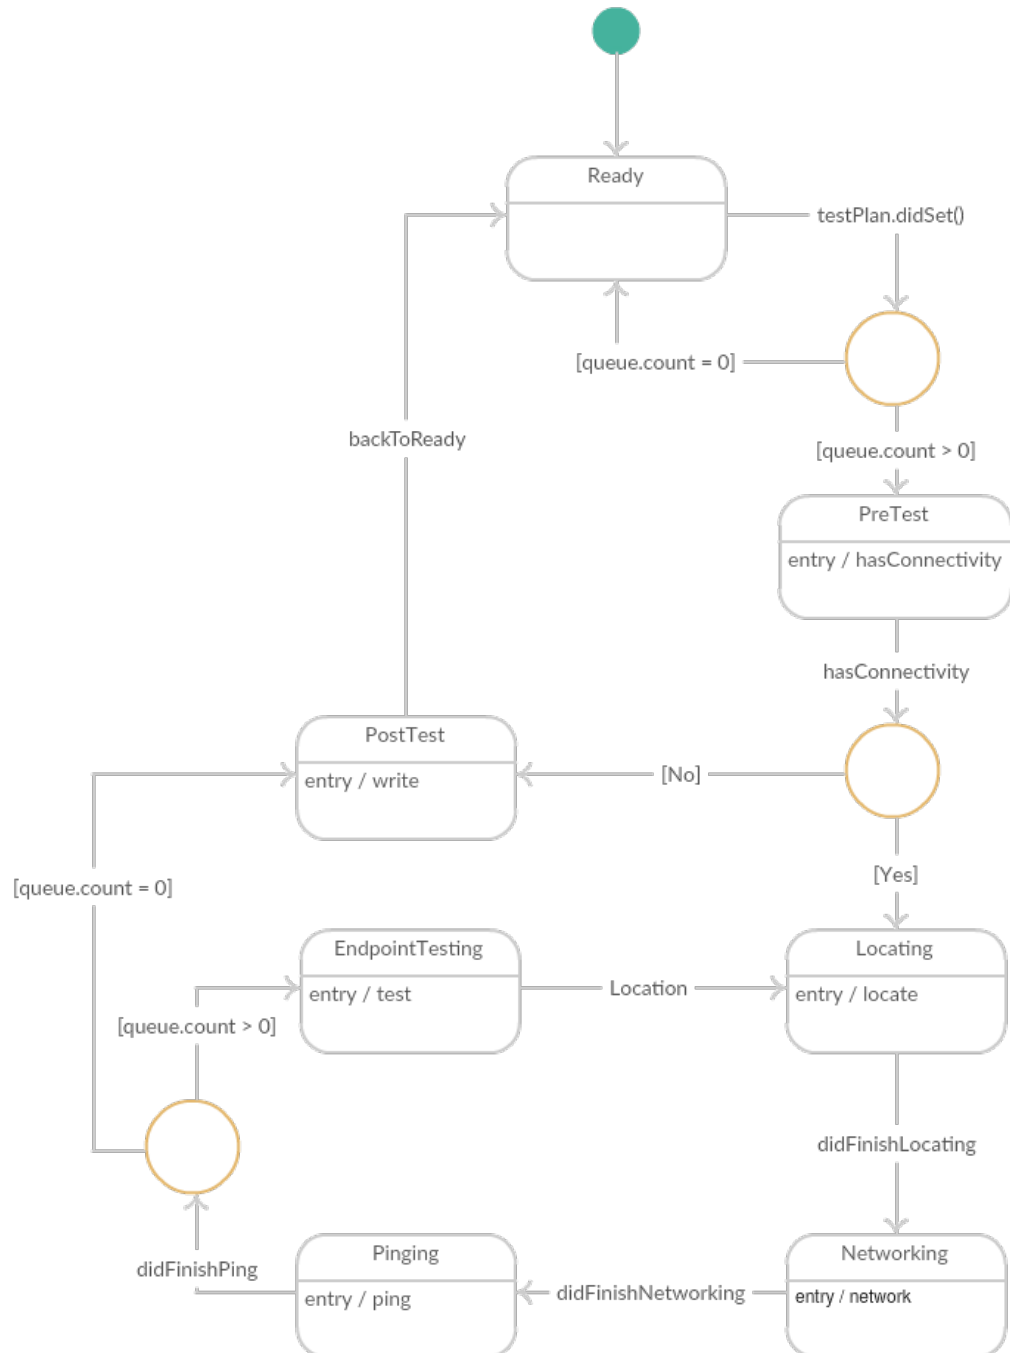 Ready
testPlan.didSet()
[queue.count = 0]
backToReady
[queue.count > 0]
PreTest
entry / hasConnectivity
hasConnectivity
PostTest
entry / write
[No]
[Yes]
[queue.count = 0]
EndpointTesting
entry / test
Location
Locating
entry / locate
[queue.count > 0]
didFinishLocating
didFinishPing
Pinging
entry / ping
didFinishNetworking
Networking
entry / network